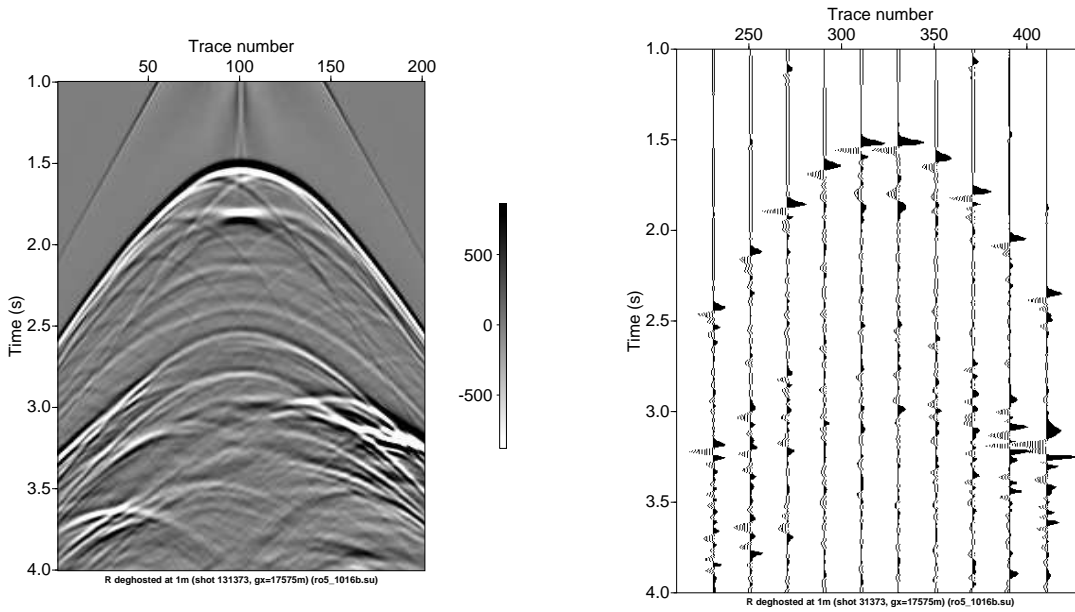 Trace number
50 100 150 200
1.0
1.5
2.0
2.5
3.0
3.5
4.0
Time (s)
R deghosted at 1m (shot 131373, gx=17575m) (ro5_1016b.su)
500
0
-500
Trace number
250 300 350 400
1.0
1.5
2.0
2.5
3.0
3.5
4.0
Time (s)
R deghosted at 1m (shot 31373, gx=17575m) (ro5_1016b.su)